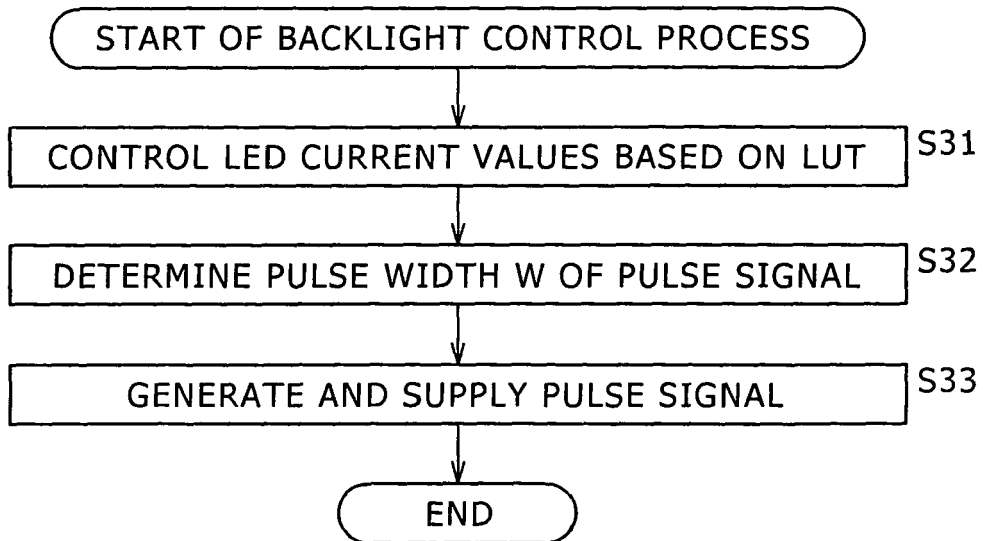 START OF BACKLIGHT CONTROL PROCESS
CONTROL LED CURRENT VALUES BASED ON LUT
S31
DETERMINE PULSE WIDTH W OF PULSE SIGNAL
S32
GENERATE AND SUPPLY PULSE SIGNAL
S33
END